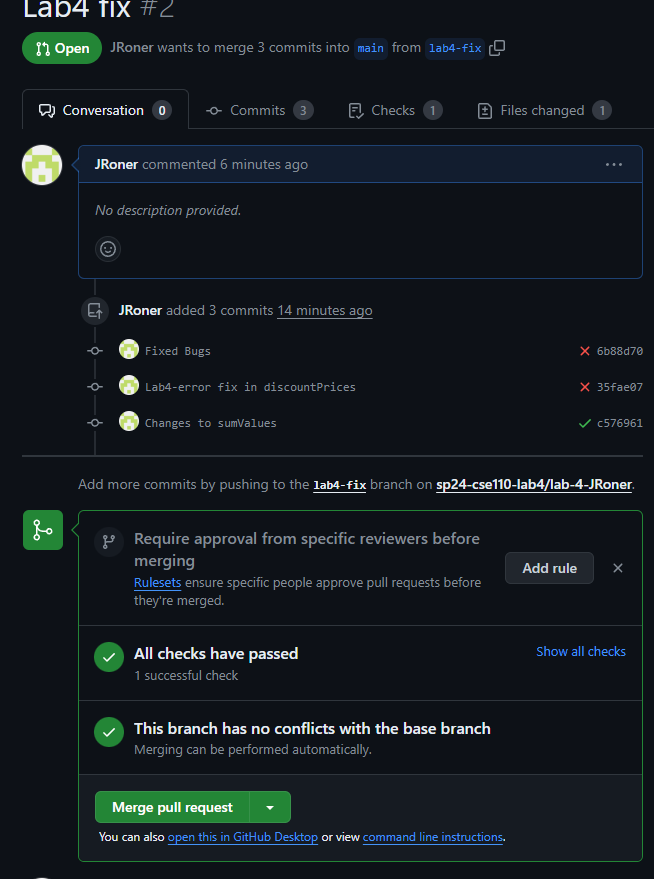 Lab4 fix #2
Open JRoner wants to merge 3 commits into main from lab4-fix
Conversation 0 Commits 3 Checks 1 Files changed 1
JRoner commented 6 minutes ago
No description provided.
JRoner added 3 commits 14 minutes ago
Fixed Bugs 6b88d70
Lab4-error fix in discountPrices 35fae07
Changes to sumValues c576961
Add more commits by pushing to the lab4-fix branch on sp24-cse110-lab4/lab-4-JRoner.
Require approval from specific reviewers before
merging
Rulesets ensure specific people approve pull requests before
they're merged.
Add rule
All checks have passed
Show all checks
1 successful check
This branch has no conflicts with the base branch
Merging can be performed automatically.
Merge pull request
You can also open this in GitHub Desktop or view command line instructions.